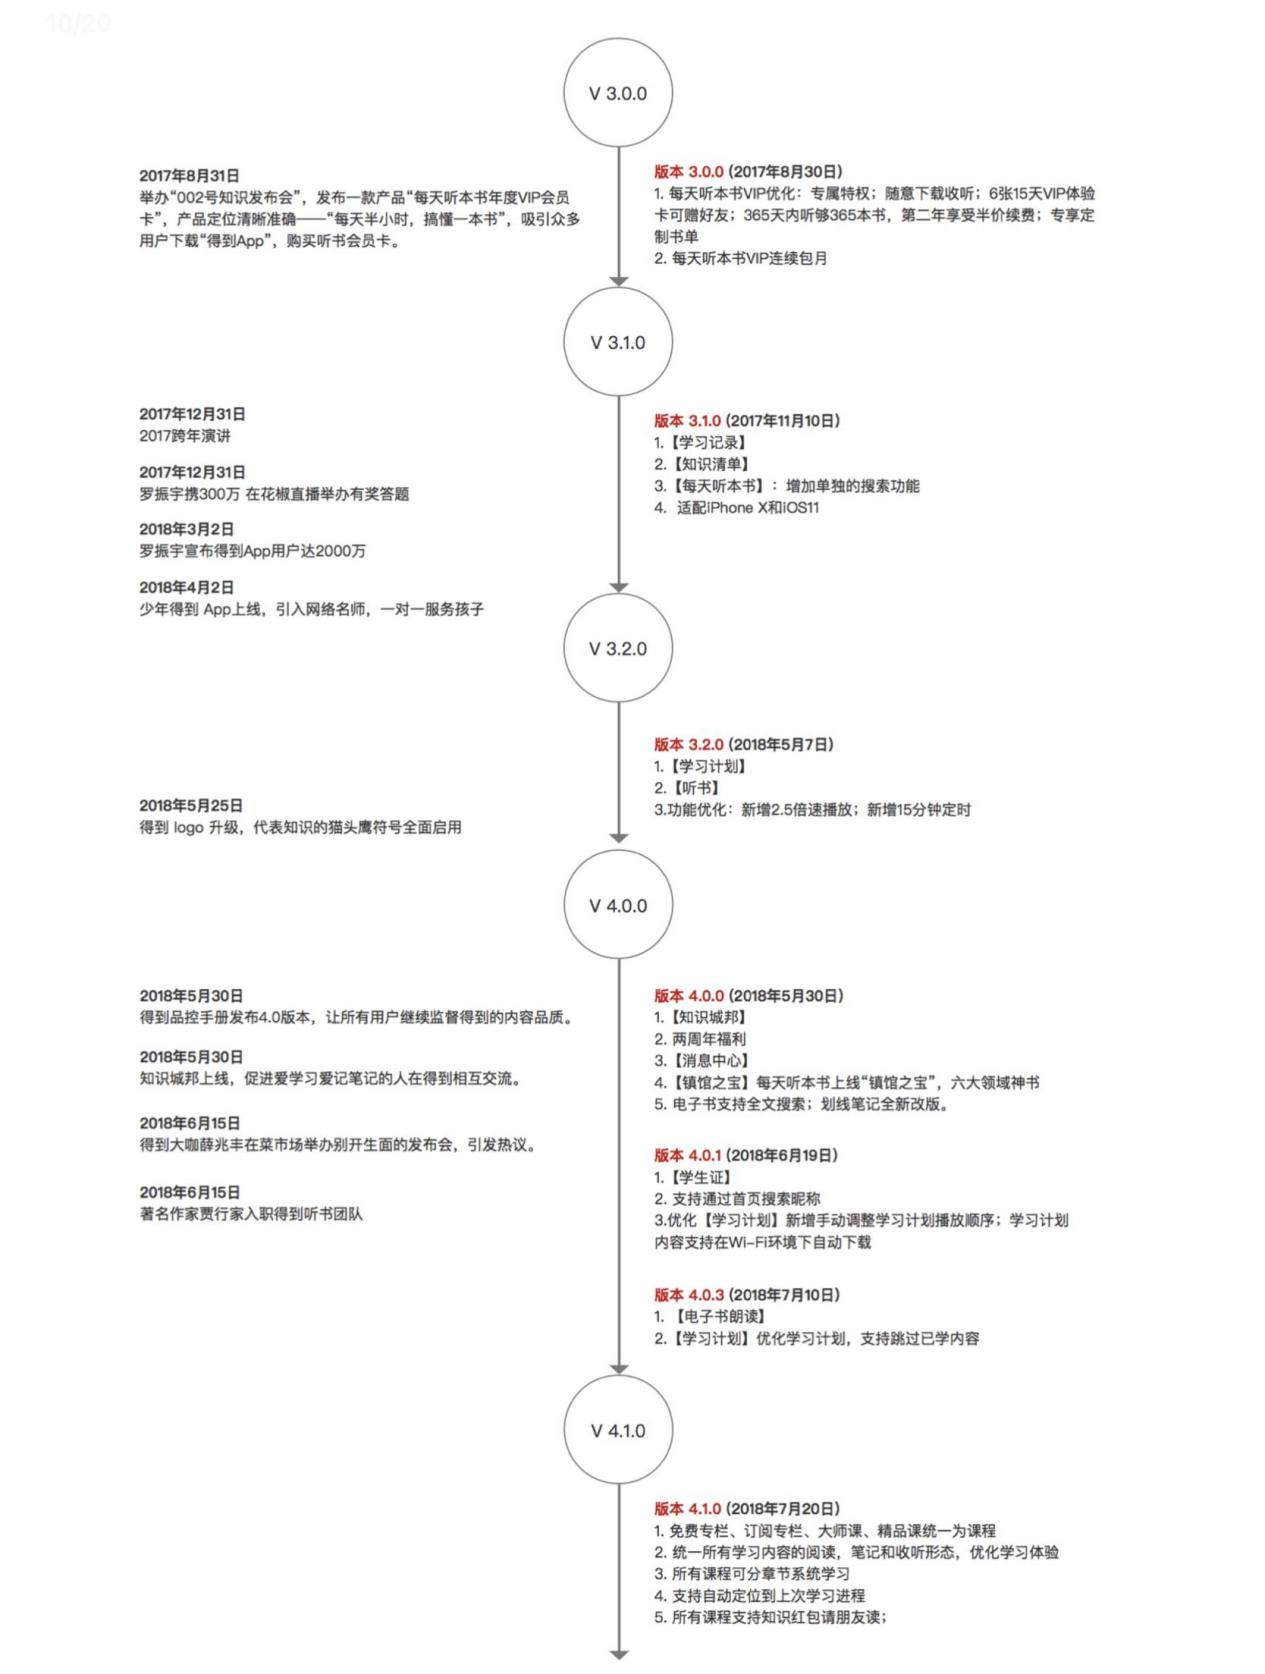 10/20
V 3.0.0
2017年8月31日
举办“002号知识发布会”，发布一款产品“每天听本书年度VIP会员
卡”，产品定位清晰准确——“每天半小时，搞懂一本书”，吸引众多
用户下载“得到App”，购买听书会员卡。
版本 3.0.0 (2017年8月30日)
1. 每天听本书VIP优化：专属特权；随意下载收听；6张15天VIP体验
卡可赠好友；365天内听够365本书，第二年享受半价续费；专享定
制书单
2. 每天听本书VIP连续包月
V 3.1.0
2017年12月31日
2017跨年演讲
2017年12月31日
罗振宇携300万 在花椒直播举办有奖答题
2018年3月2日
罗振宇宣布得到App用户达2000万
2018年4月2日
少年得到 App上线，引入网络名师，一对一服务孩子
版本 3.1.0 (2017年11月10日)
1.【学习记录】
2.【知识清单】
3.【每天听本书】：增加单独的搜索功能
4. 适配iPhone X和iOS11
V 3.2.0
版本 3.2.0 (2018年5月7日)
1.【学习计划】
2.【听书】
3.功能优化：新增2.5倍速播放；新增15分钟定时
2018年5月25日
得到 logo 升级，代表知识的猫头鹰符号全面启用
V 4.0.0
2018年5月30日
得到品控手册发布4.0版本，让所有用户继续监督得到的内容品质。
2018年5月30日
知识城邦上线，促进爱学习爱记笔记的人在得到相互交流。
2018年6月15日
得到大咖薛兆丰在菜市场举办别开生面的发布会，引发热议。
2018年6月15日
著名作家贾行家入职得到听书团队
版本 4.0.0 (2018年5月30日)
1.【知识城邦】
2. 两周年福利
3.【消息中心】
4.【镇馆之宝】每天听本书上线“镇馆之宝”，六大领域神书
5. 电子书支持全文搜索；划线笔记全新改版。
版本 4.0.1 (2018年6月19日)
1.【学生证】
2. 支持通过首页搜索昵称
3.优化【学习计划】新增手动调整学习计划播放顺序；学习计划
内容支持在Wi-Fi环境下自动下载
版本 4.0.3 (2018年7月10日)
1. 【电子书朗读】
2.【学习计划】优化学习计划，支持跳过已学内容
V 4.1.0
版本 4.1.0 (2018年7月20日)
1. 免费专栏、订阅专栏、大师课、精品课统一为课程
2. 统一所有学习内容的阅读，笔记和收听形态，优化学习体验
3. 所有课程可分章节系统学习
4. 支持自动定位到上次学习进程
5. 所有课程支持知识红包请朋友读；